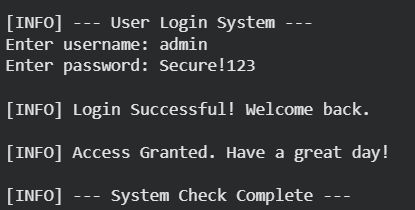 [INFO] --- User Login System ---
Enter username: admin
Enter password: Secure!123
[INFO] Login Successful! Welcome back.
[INFO] Access Granted. Have a great day!
[INFO] --- System Check Complete ---